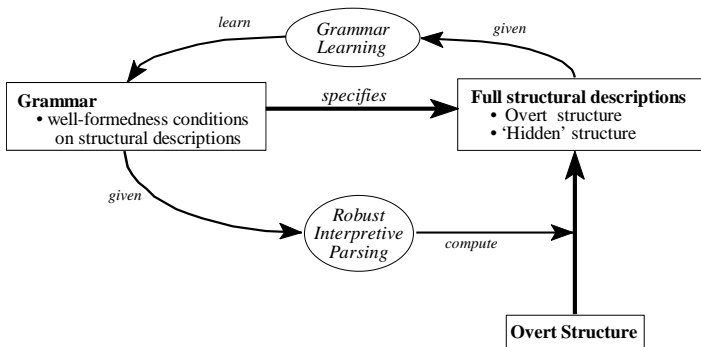 learn
Grammar
Learning
given
Grammar
• well-formedness conditions
on structural descriptions
specifies
Full structural descriptions
• Overt structure
• ‘Hidden’ structure
given
Robust
Interpretive
Parsing
compute
Overt Structure